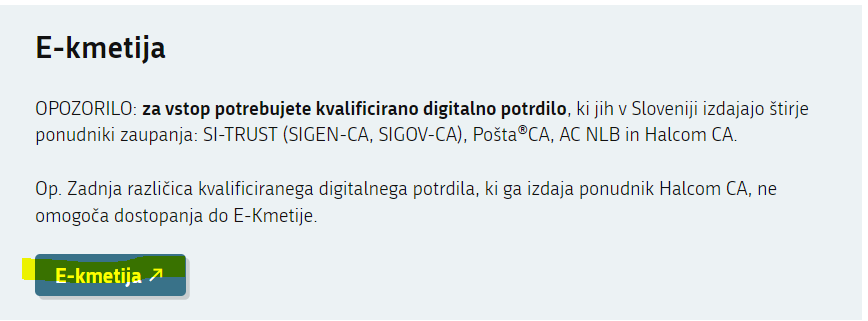 E-kmetija
OPOZORILO: za vstop potrebujete kvalificirano digitalno potrdilo, ki jih v Sloveniji izdajajo štirje
ponudniki zaupanja: SI-TRUST (SIGEN-CA, SIGOV-CA), Pošta®CA, AC NLB in Halcom CA.
Op. Zadnja različica kvalificiranega digitalnega potrdila, ki ga izdaja ponudnik Halcom CA, ne
omogoča dostopanja do E-Kmetije.
E-kmetija ↗